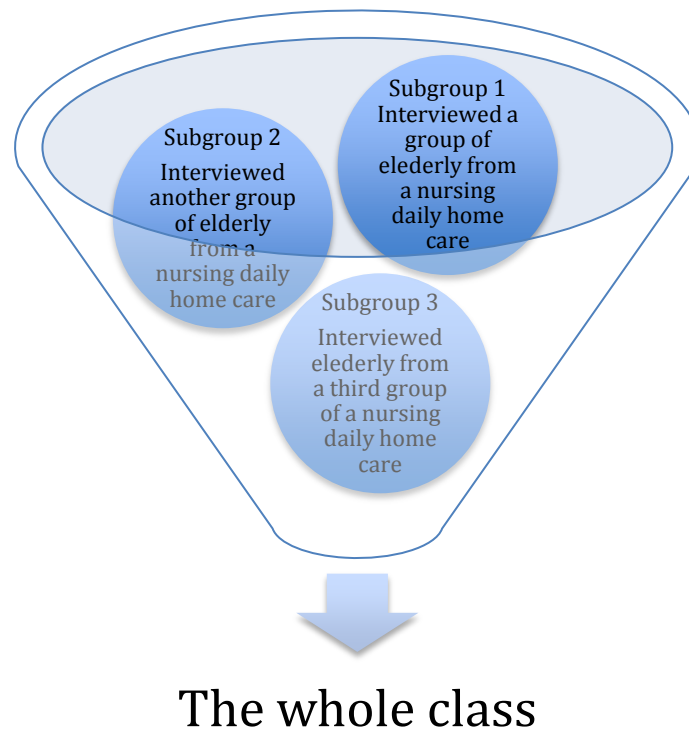 Subgroup 1
Interviewed a
group of
elederly from
a nursing
daily home
care
Subgroup 2
Interviewed
another group
of elderly
from a
nursing daily
home care
Subgroup 3
Interviewed
elederly from
a third group
of a nursing
daily home
care
The whole class